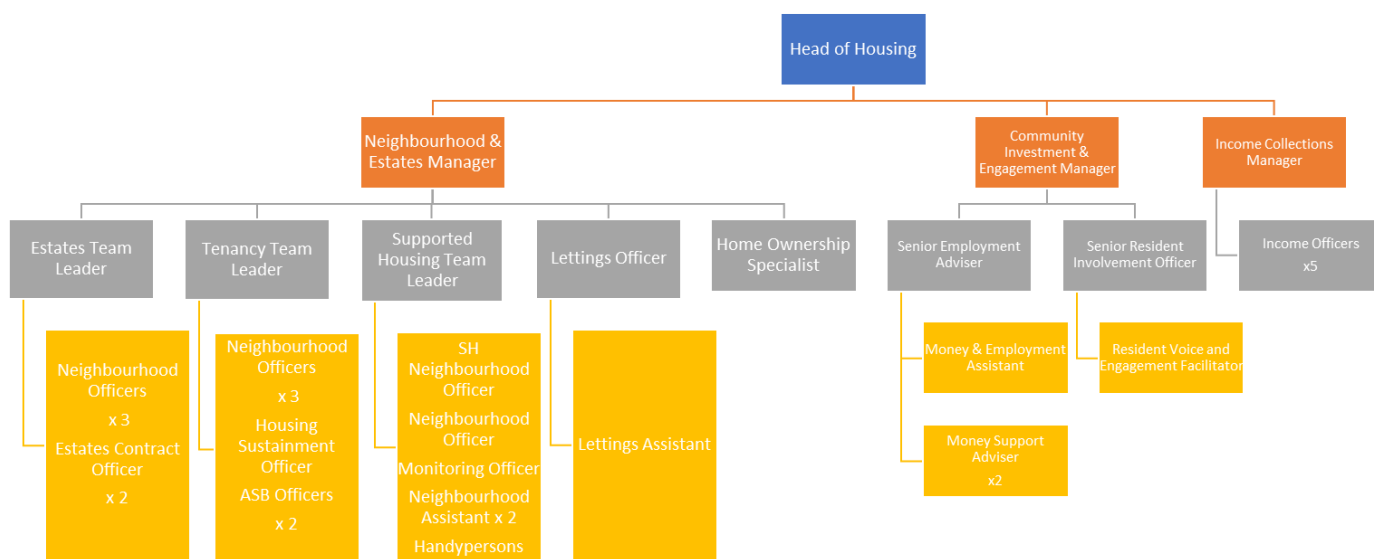 Head of Housing
Neighbourhood &
Estates Manager
Community
Investment &
Engagement Manager
Income Collections
Manager
Estates Team
Leader
Tenancy Team
Leader
Supported
Housing Team
Leader
Lettings Officer
Home Ownership
Specialist
Senior Employment
Adviser
Senior Resident
Involvement Officer
Income Officers
x5
Neighbourhood
Officers
x 3
Estates Contract
Officer
x 2
Neighbourhood
Officers
x 3
Housing
Sustainment
Officer
ASB Officers
x 2
SH
Neighbourhood
Officer
Neighbourhood
Officer
Monitoring Officer
Neighbourhood
Assistant x 2
Handypersons
Lettings Assistant
Money & Employment
Assistant
Resident Voice and
Engagement Facilitator
Money Support
Adviser
x2